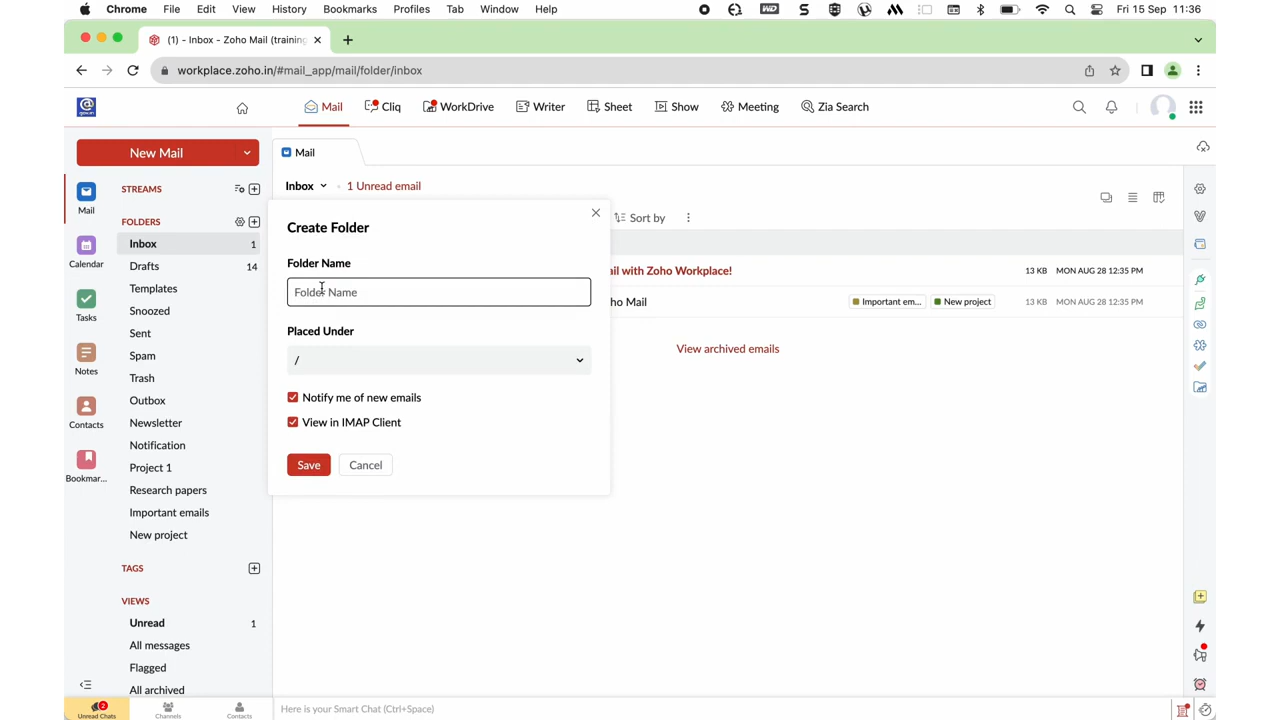 Chrome File Edit View History Bookmarks Profiles Tab Window Help WD Fri 15 Sep 11:36
(1) - Inbox - Zoho Mail (training
workplace.zoho.in/#mail_app/mail/folder/inbox
Mail Cliq WorkDrive Writer Sheet Show Meeting Zia Search
New Mail
Mail
Inbox 1 Unread email
Sort by
Mail
Calendar
Tasks
Notes
Contacts
Bookmar...
STREAMS
FOLDERS
Inbox 1
Drafts 14
Templates
Snoozed
Sent
Spam
Trash
Outbox
Newsletter
Notification
Project 1
Research papers
Important emails
New project
TAGS
VIEWS
Unread 1
All messages
Flagged
All archived
Create Folder
Folder Name
Folder Name
Placed Under
/
Notify me of new emails
View in IMAP Client
Save Cancel
ail with Zoho Workplace! 13 KB MON AUG 28 12:35 PM
ho Mail Important em... New project 13 KB MON AUG 28 12:35 PM
View archived emails
2
Unread Chats Channels Contacts Here is your Smart Chat (Ctrl+Space)